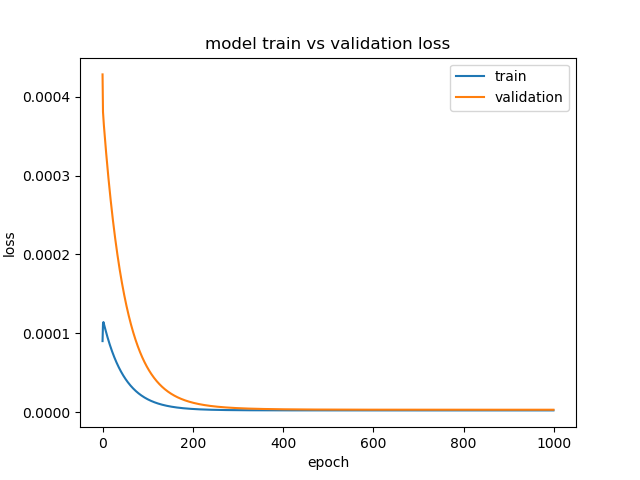 model train vs validation loss
train
validation
0.0004
0.0003
0.0002
0.0001
0.0000
loss
0
200
400
600
800
1000
epoch